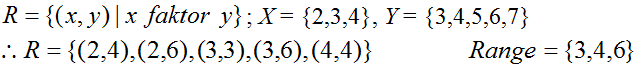 R = {(x, y) | x faktor y} ; X = {2,3,4}, Y = {3,4,5,6,7}
∴ R = {(2,4),(2,6),(3,3),(3,6),(4,4)} Range = {3,4,6}